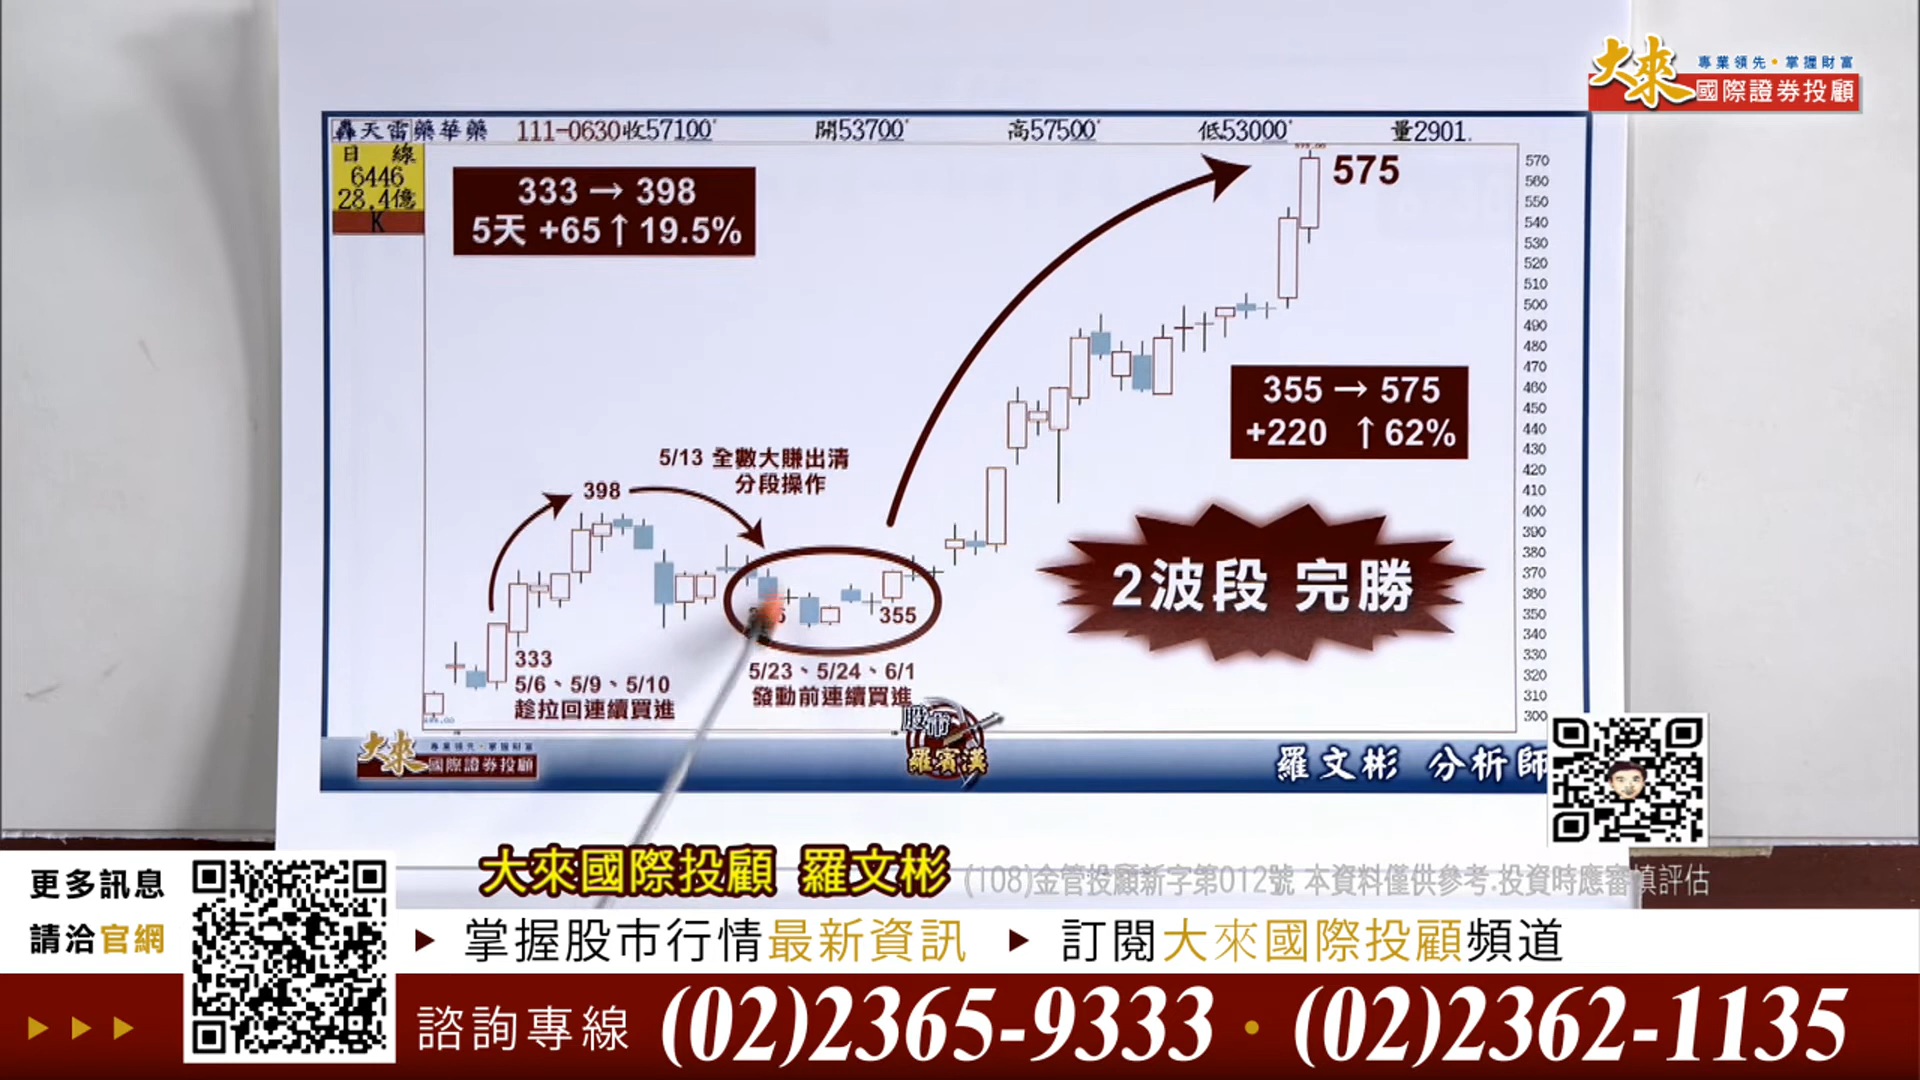 大來
專業領先•掌握財富
國際證券投顧
轟天雷藥華藥 111-0630收57100 開53700 高57500 低53000 量2901
日 線
6446
28.4億
K
333→398
5天 +65↑19.5%
575
570
560
550
540
530
520
510
500
490
480
470
460
450
440
430
420
410
400
390
380
370
360
350
340
330
320
310
300
355→575
+220 ↑62%
5/13 全數大賺出清
分段操作
398
2波段 完勝
355
333
5/6、5/9、5/10
趁拉回連續買進
5/23、5/24、6/1
發動前連續買進
大來
專業領先•掌握財富
國際證券投顧
股市
羅賓漢
羅文彬 分析師
大來國際投顧 羅文彬
(108)金管投顧新字第012號 本資料僅供參考.投資時應審慎評估
更多訊息
請洽官網
掌握股市行情最新資訊 訂閱大來國際投顧頻道
諮詢專線 (02)2365-9333 • (02)2362-1135